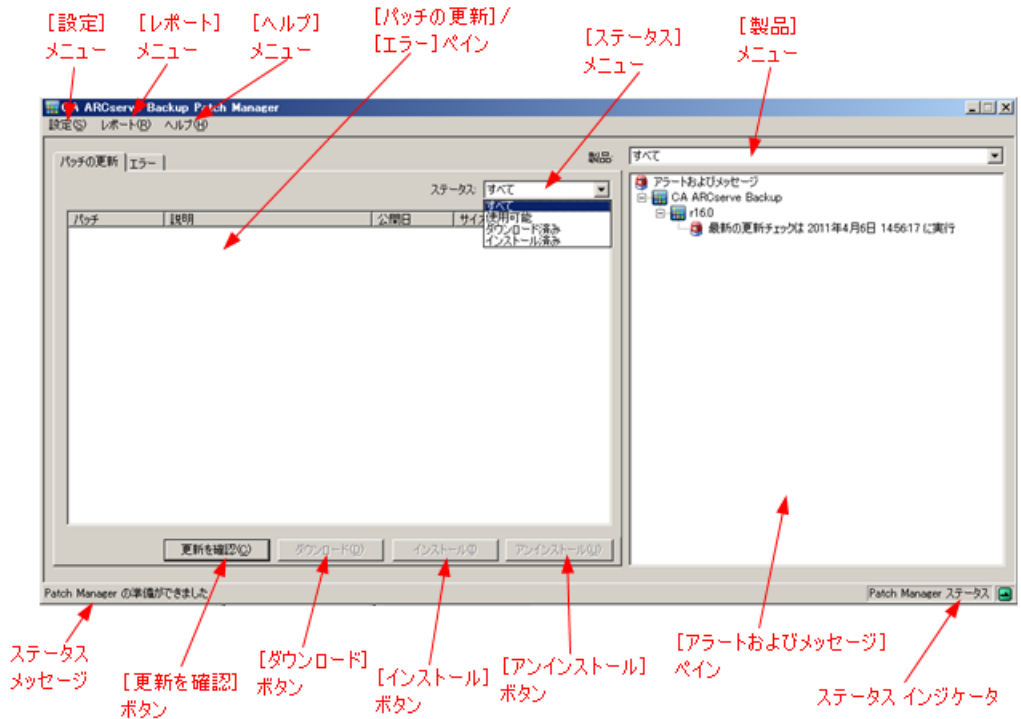 [設定]
メニュー
[レポート]
メニュー
[ヘルプ]
メニュー
[パッチの更新]/
[エラー]ペイン
[ステータス]
メニュー
[製品]
メニュー
CA ARCserve Backup Patch Manager
設定(S) レポート(R) ヘルプ(H)
パッチの更新 エラー
製品: すべて
ステータス: すべて
すべて
使用可能
ダウンロード済み
インストール済み
パッチ 説明 公開日 サイズ
アラートおよびメッセージ
CA ARCserve Backup
r16.0
最新の更新チェックは 2011年4月6日 14:56:17 に実行
更新を確認(C) ダウンロード(D) インストール(I) アンインストール(U)
Patch Manager の準備ができました
Patch Manager ステータス
ステータス
メッセージ
[更新を確認]
ボタン
[ダウンロード]
ボタン
[インストール]
ボタン
[アンインストール]
ボタン
[アラートおよびメッセージ]
ペイン
ステータス インジケータ